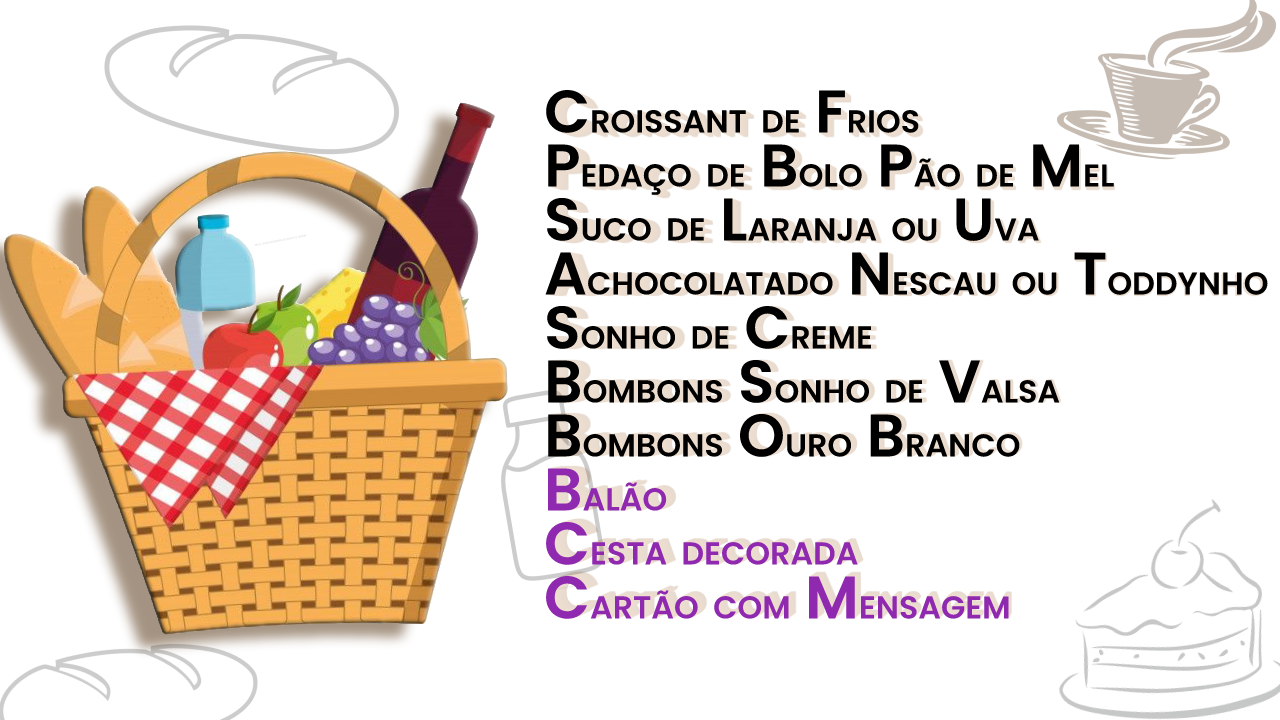 Croissant de Frios
Pedaço de Bolo Pão de Mel
Suco de Laranja ou Uva
Achocolatado Nescau ou Toddynho
Sonho de Creme
Bombons Sonho de Valsa
Bombons Ouro Branco
Balão
Cesta decorada
Cartão com Mensagem